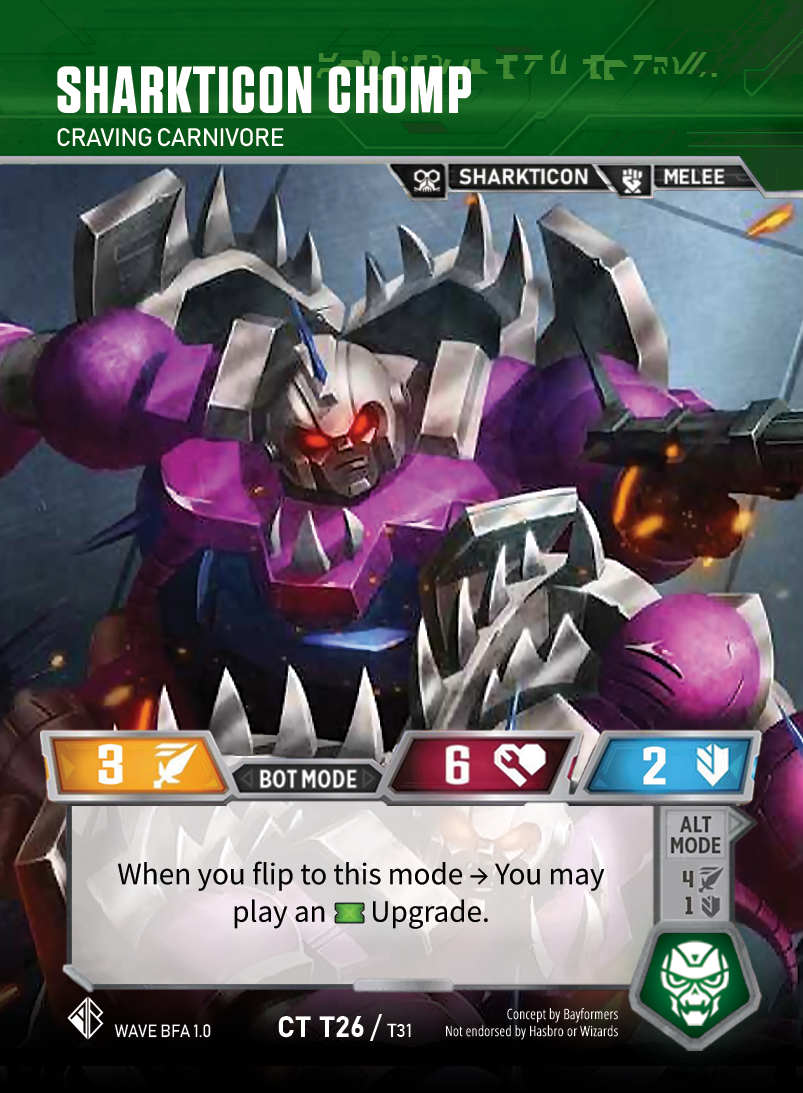 SHARKTICON CHOMP
CRAVING CARNIVORE
SHARKTICON MELEE
3 BOT MODE 6 2
When you flip to this mode → You may
play an Upgrade.
ALT
MODE
4
1
WAVE BFA 1.0 CT T26 / T31
Concept by Bayformers
Not endorsed by Hasbro or Wizards